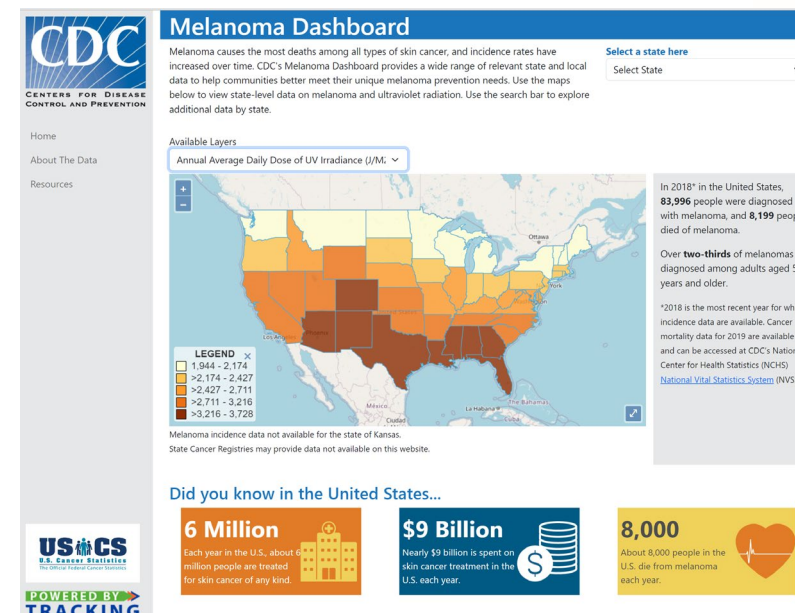 CDC
CENTERS FOR DISEASE
CONTROL AND PREVENTION
Home
About The Data
Resources
Melanoma Dashboard
Melanoma causes the most deaths among all types of skin cancer, and incidence rates have
increased over time. CDC's Melanoma Dashboard provides a wide range of relevant state and local
data to help communities better meet their unique melanoma prevention needs. Use the maps
below to view state-level data on melanoma and ultraviolet radiation. Use the search bar to explore
additional data by state.
Select a state here
Select State
Available Layers
Annual Average Daily Dose of UV Irradiance (J/M
+
−
Ottawa
York
Los Angeles
México
Ciudad
La Habana
Cuba
The Bahamas
LEGEND ×
1,944 - 2,174
>2,174 - 2,427
>2,427 - 2,711
>2,711 - 3,216
>3,216 - 3,728
In 2018* in the United States,
83,996 people were diagnosed
with melanoma, and 8,199 peop
died of melanoma.
Over two-thirds of melanomas
diagnosed among adults aged 5
years and older.
*2018 is the most recent year for wh
incidence data are available. Cancer
mortality data for 2019 are available
and can be accessed at CDC's Nation
Center for Health Statistics (NCHS)
National Vital Statistics System (NVS
Melanoma incidence data not available for the state of Kansas.
State Cancer Registries may provide data not available on this website.
Did you know in the United States...
6 Million
Each year in the U.S., about 6
million people are treated
for skin cancer of any kind.
$9 Billion
Nearly $9 billion is spent on
skin cancer treatment in the
U.S. each year.
$
8,000
About 8,000 people in the
U.S. die from melanoma
each year.
USCS
U.S. Cancer Statistics
The Official Federal Cancer Statistics
POWERED BY
TRACKING